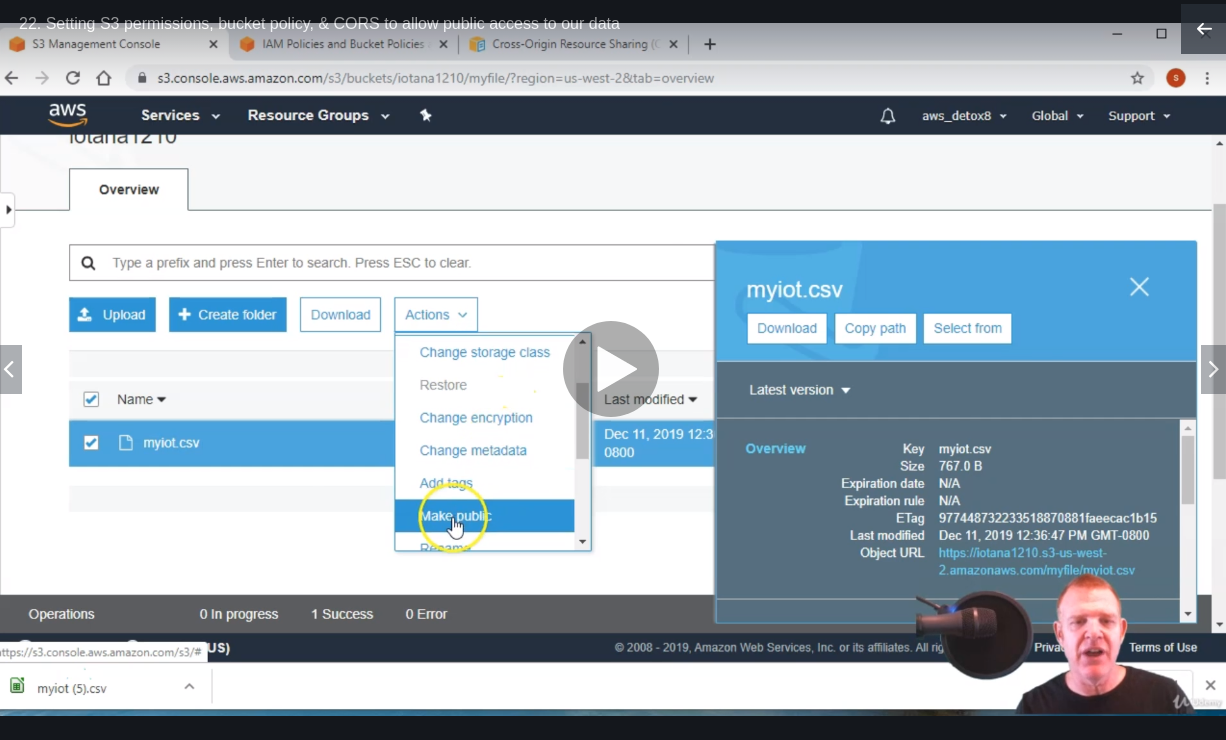 22. Setting S3 permissions, bucket policy, & CORS to allow public access to our data
S3 Management Console
IAM Policies and Bucket Policies
Cross-Origin Resource Sharing (C
s3.console.aws.amazon.com/s3/buckets/iotana1210/myfile/?region=us-west-2&tab=overview
S
aws
Services
Resource Groups
aws_detox8
Global
Support
iotana1210
Overview
Type a prefix and press Enter to search. Press ESC to clear.
Upload
Create folder
Download
Actions
Change storage class
Restore
Change encryption
Change metadata
Add tags
Make public
Rename
Name
Last modified
myiot.csv
Dec 11, 2019 12:3
0800
myiot.csv
Download
Copy path
Select from
Latest version
Overview
Key myiot.csv
Size 767.0 B
Expiration date N/A
Expiration rule N/A
ETag 977448732233518870881faeecac1b15
Last modified Dec 11, 2019 12:36:47 PM GMT-0800
Object URL https://iotana1210.s3-us-west-
2.amazonaws.com/myfile/myiot.csv
Operations
0 In progress
1 Success
0 Error
US)
© 2008 - 2019, Amazon Web Services, Inc. or its affiliates. All rig
Priva
Terms of Use
ttps://s3.console.aws.amazon.com/s3/#
myiot (5).csv
Udemy